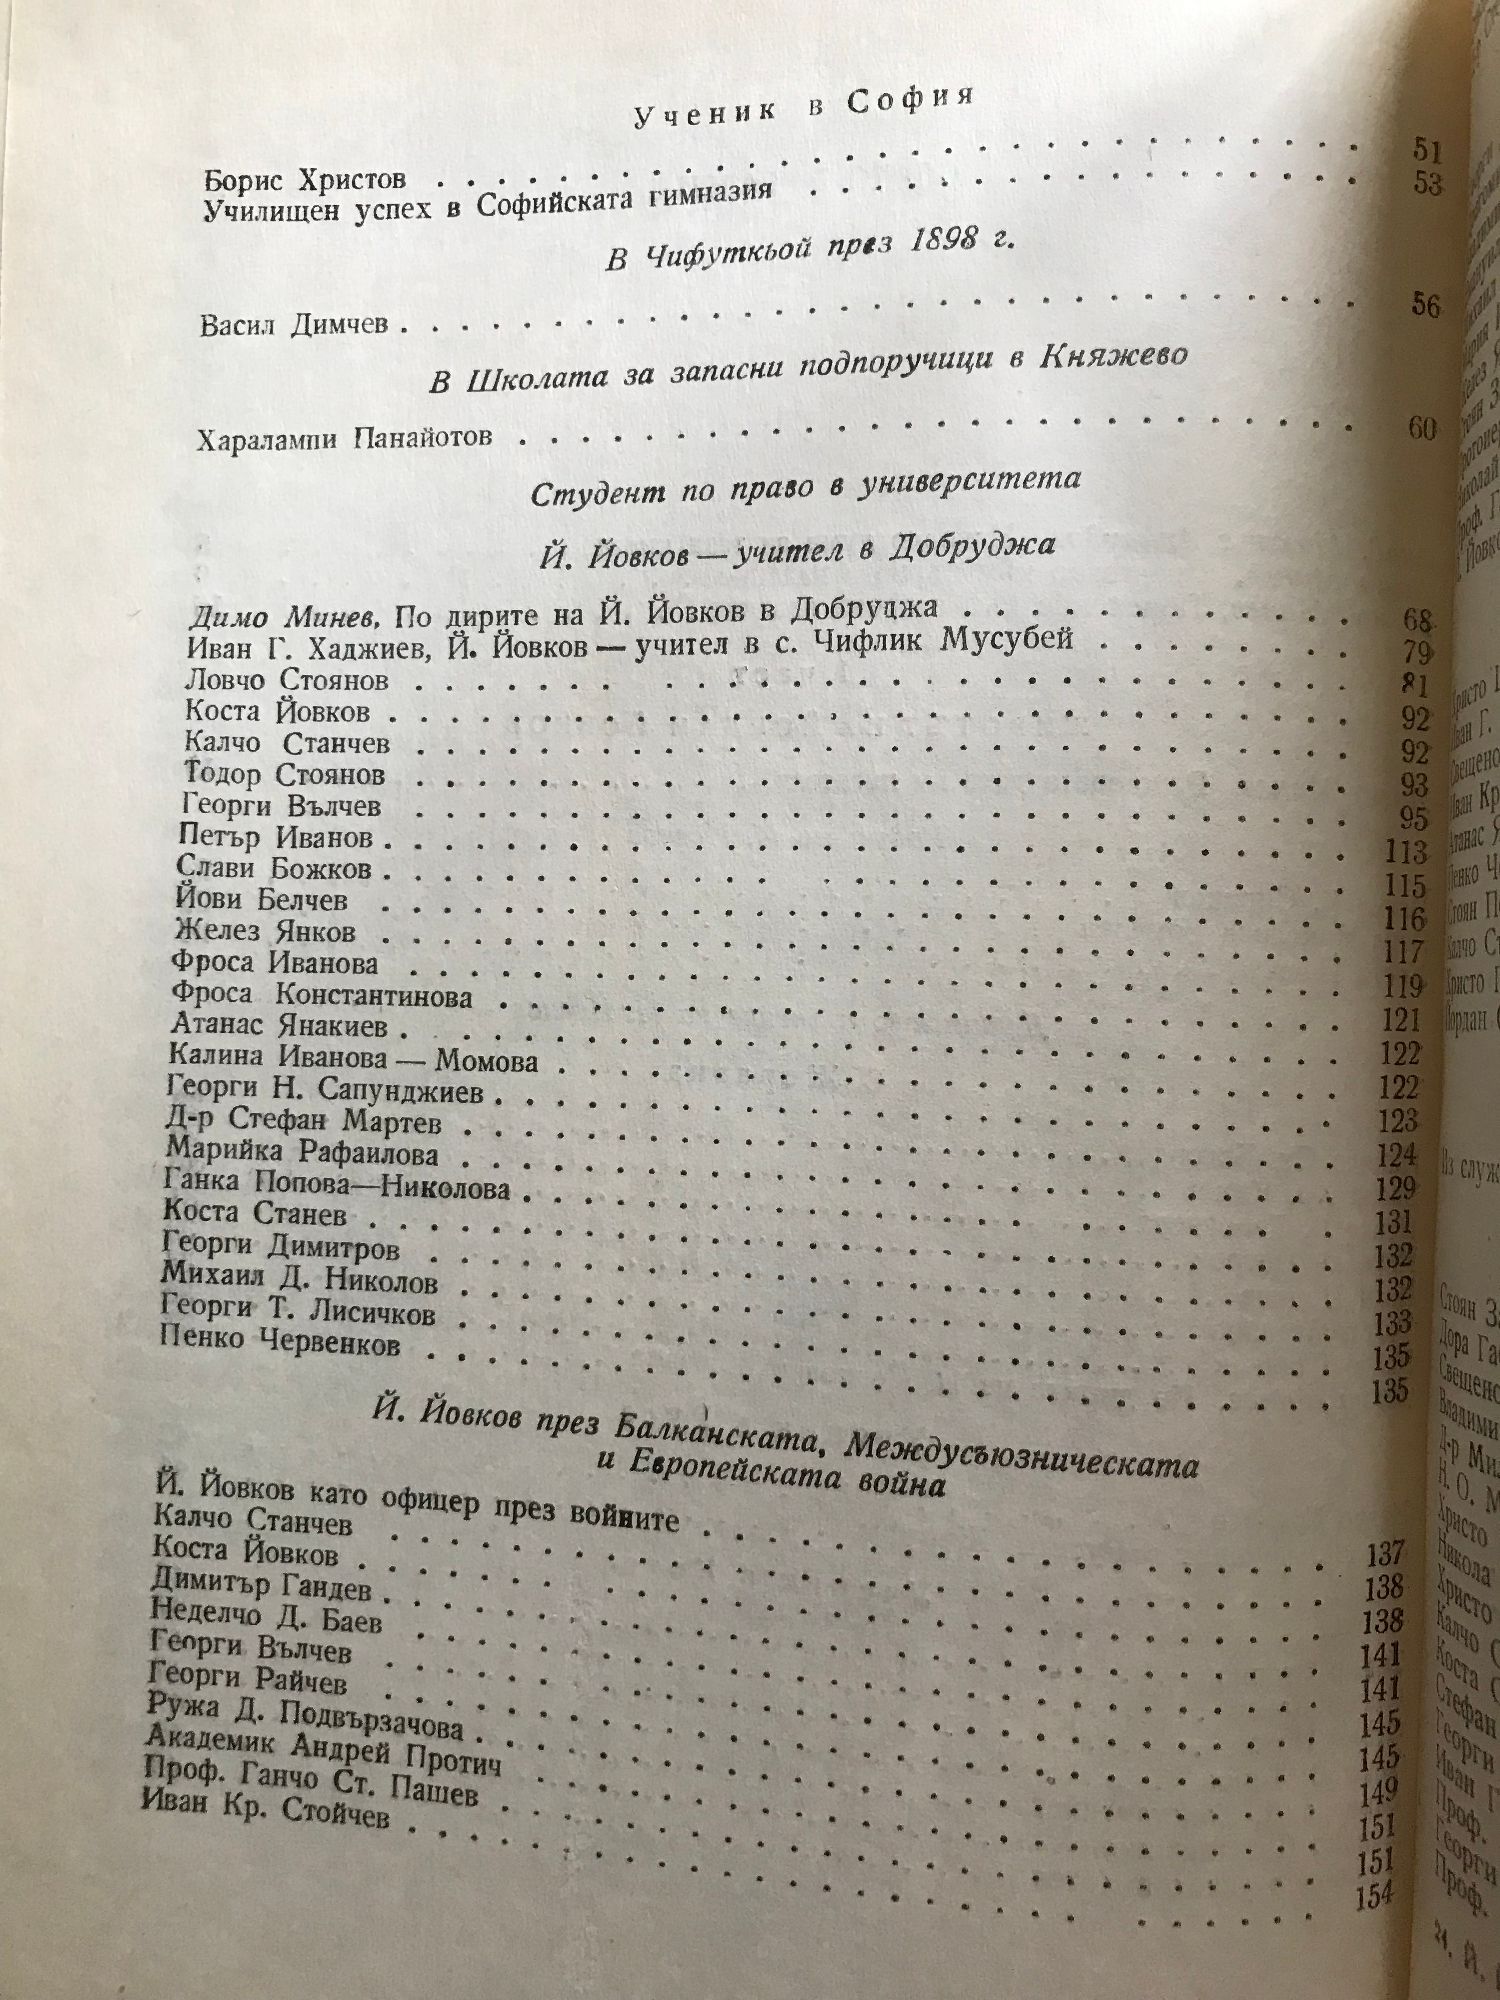 Ученик в София
Борис Христов . . . . . . . . . . . . . . . . . . 51
Училищен успех в Софийската гимназия . . . . . . . . . . 53
В Чифуткьой през 1898 г.
Васил Димчев . . . . . . . . . . . . . . . . . . 56
В Школата за запасни подпоручици в Княжево
Харалампи Панайотов . . . . . . . . . . . . . . . . 60
Студент по право в университета
Й. Йовков — учител в Добруджа
Димо Минев, По дирите на Й. Йовков в Добруджа . . . . . . . 68
Иван Г. Хаджиев, Й. Йовков — учител в с. Чифлик Мусубей . . . . . 79
Ловчо Стоянов . . . . . . . . . . . . . . . . . . 81
Коста Йовков . . . . . . . . . . . . . . . . . . 92
Калчо Станчев . . . . . . . . . . . . . . . . . . 92
Тодор Стоянов . . . . . . . . . . . . . . . . . . 93
Георги Вълчев . . . . . . . . . . . . . . . . . . 95
Петър Иванов . . . . . . . . . . . . . . . . . . 113
Слави Божков . . . . . . . . . . . . . . . . . . 115
Йови Белчев . . . . . . . . . . . . . . . . . . 116
Желез Янков . . . . . . . . . . . . . . . . . . 117
Фроса Иванова . . . . . . . . . . . . . . . . . . 119
Фроса Константинова . . . . . . . . . . . . . . . . 121
Атанас Янакиев . . . . . . . . . . . . . . . . . . 122
Калина Иванова — Момова . . . . . . . . . . . . . . 122
Георги Н. Сапунджиев . . . . . . . . . . . . . . . . 123
Д-р Стефан Мартев . . . . . . . . . . . . . . . . 124
Марийка Рафаилова . . . . . . . . . . . . . . . . 129
Ганка Попова—Николова . . . . . . . . . . . . . . . 131
Коста Станев . . . . . . . . . . . . . . . . . . 132
Георги Димитров . . . . . . . . . . . . . . . . . 132
Михаил Д. Николов . . . . . . . . . . . . . . . . 133
Георги Т. Лисичков . . . . . . . . . . . . . . . . 135
Пенко Червенков . . . . . . . . . . . . . . . . . 135
Й. Йовков през Балканската, Междусъюзническата
и Европейската война
Й. Йовков като офицер през войните . . . . . . . . . . . 137
Калчо Станчев . . . . . . . . . . . . . . . . . . 138
Коста Йовков . . . . . . . . . . . . . . . . . . 138
Димитър Гандев . . . . . . . . . . . . . . . . . . 141
Неделчо Д. Баев . . . . . . . . . . . . . . . . . 141
Георги Вълчев . . . . . . . . . . . . . . . . . . 145
Георги Райчев . . . . . . . . . . . . . . . . . . 145
Ружа Д. Подвързачова . . . . . . . . . . . . . . . . 149
Академик Андрей Протич . . . . . . . . . . . . . . . 151
Проф. Ганчо Ст. Пашев . . . . . . . . . . . . . . . 151
Иван Кр. Стойчев . . . . . . . . . . . . . . . . . 154